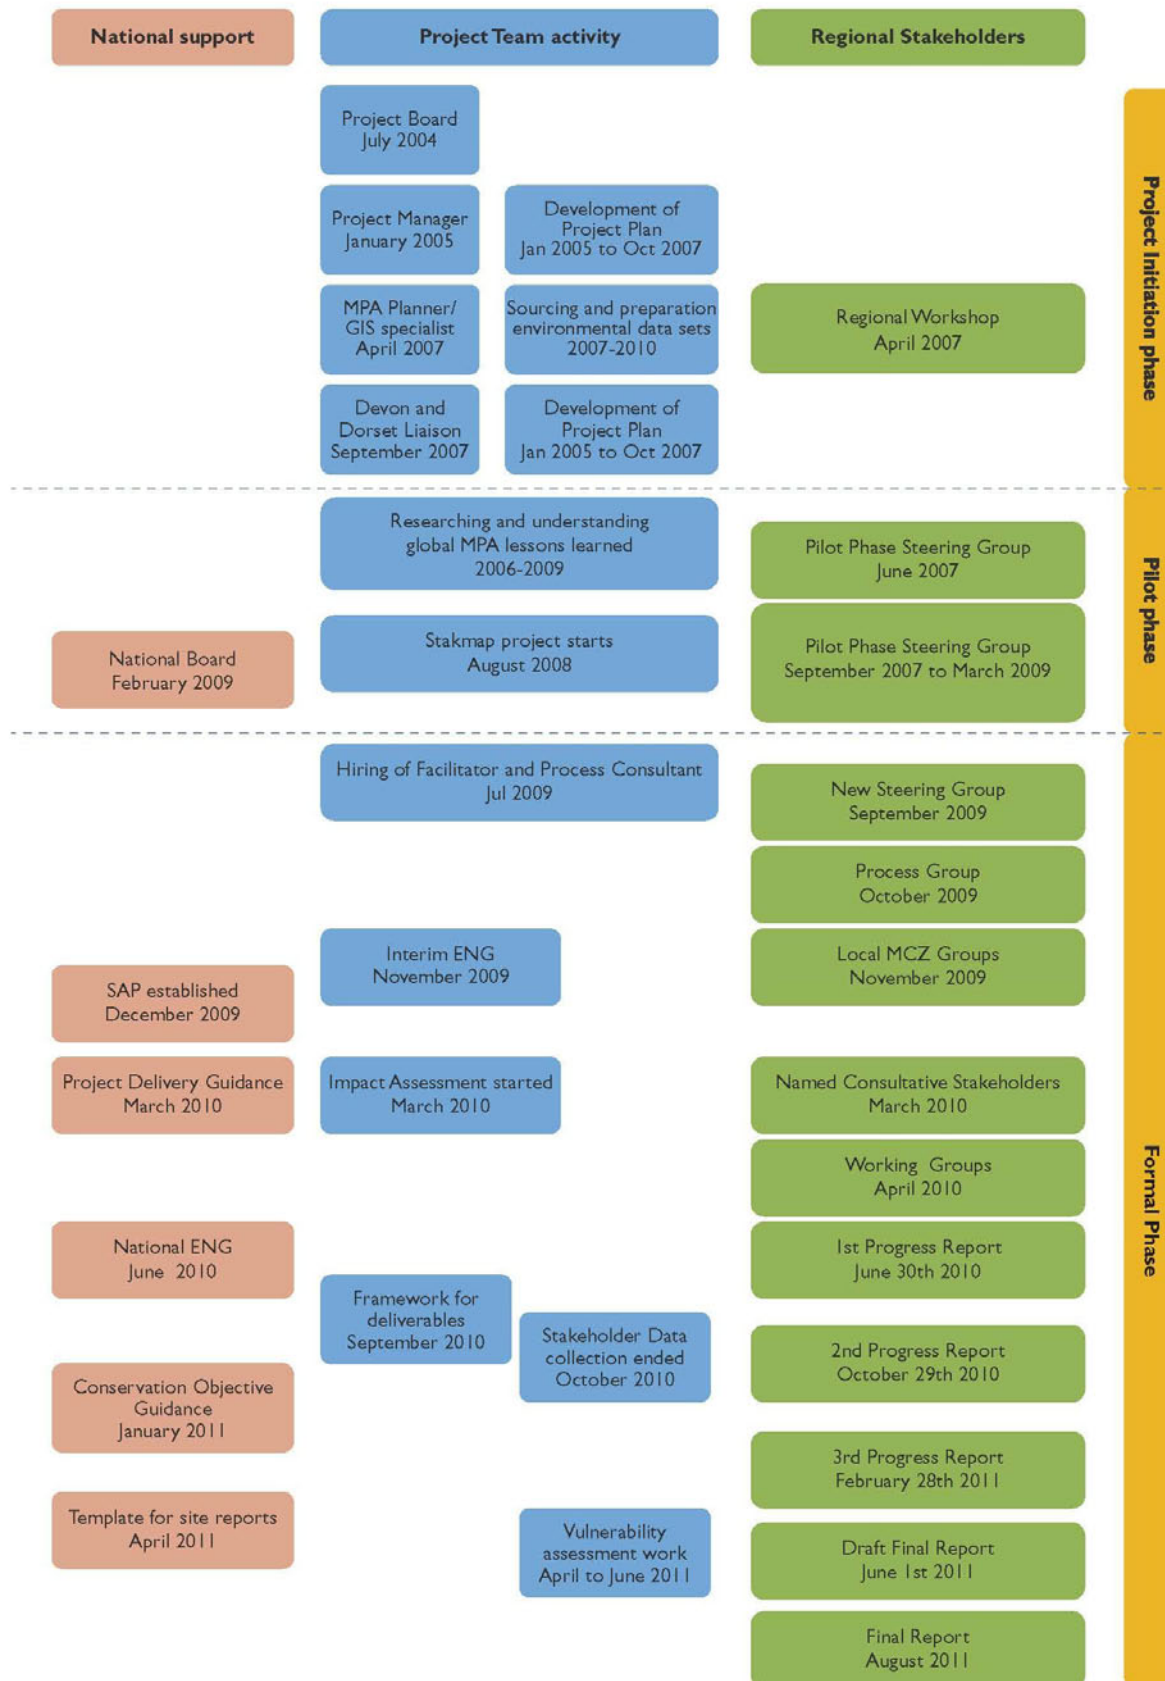 National support
Project Team activity
Regional Stakeholders
Project Initiation phase
Project Board
July 2004
Project Manager
January 2005
Development of
Project Plan
Jan 2005 to Oct 2007
MPA Planner/
GIS specialist
April 2007
Sourcing and preparation
environmental data sets
2007-2010
Regional Workshop
April 2007
Devon and
Dorset Liaison
September 2007
Development of
Project Plan
Jan 2005 to Oct 2007
Pilot phase
Researching and understanding
global MPA lessons learned
2006-2009
Pilot Phase Steering Group
June 2007
National Board
February 2009
Stakmap project starts
August 2008
Pilot Phase Steering Group
September 2007 to March 2009
Formal Phase
Hiring of Facilitator and Process Consultant
Jul 2009
New Steering Group
September 2009
Process Group
October 2009
Interim ENG
November 2009
Local MCZ Groups
November 2009
SAP established
December 2009
Project Delivery Guidance
March 2010
Impact Assessment started
March 2010
Named Consultative Stakeholders
March 2010
Working Groups
April 2010
National ENG
June 2010
1st Progress Report
June 30th 2010
Framework for
deliverables
September 2010
Stakeholder Data
collection ended
October 2010
2nd Progress Report
October 29th 2010
Conservation Objective
Guidance
January 2011
3rd Progress Report
February 28th 2011
Template for site reports
April 2011
Vulnerability
assessment work
April to June 2011
Draft Final Report
June 1st 2011
Final Report
August 2011